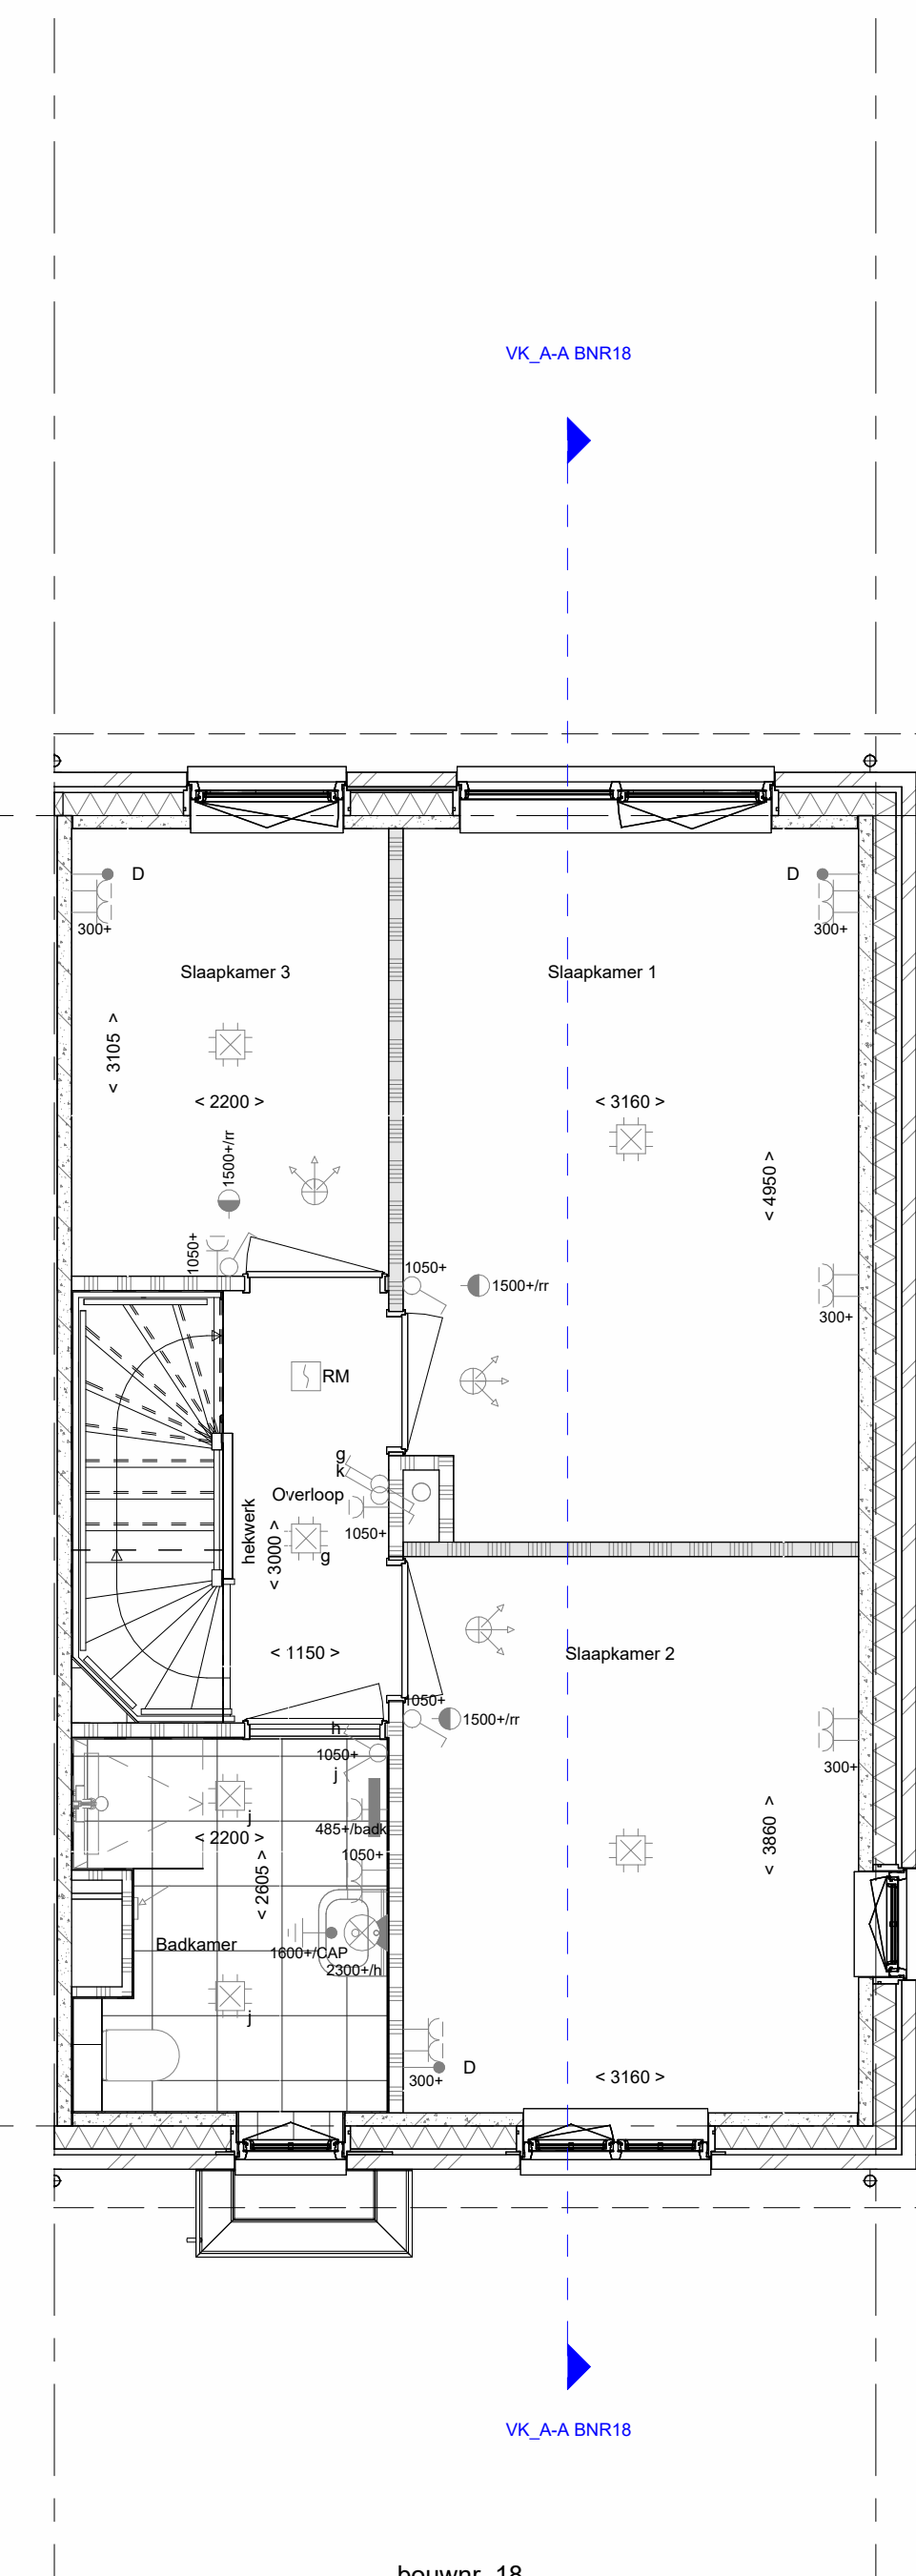 VK_A-A BNR18
D
D
300+
300+
Slaapkamer 3
Slaapkamer 1
< 3105 >
< 2200 >
< 3160 >
1500+/rr
< 4950 >
1050+
1050+
1500+/rr
300+
RM
g
k
Overloop
1050+
hekwerk
< 3000 >
g
< 1150 >
Slaapkamer 2
1050+
1500+/rr
h
1050+
300+
j
j
485+/badk
< 2200 >
< 3860 >
1050+
< 2605 >
Badkamer
1600+/CAP
2300+/h
j
D
300+
< 3160 >
VK_A-A BNR18
bouwnr. 18